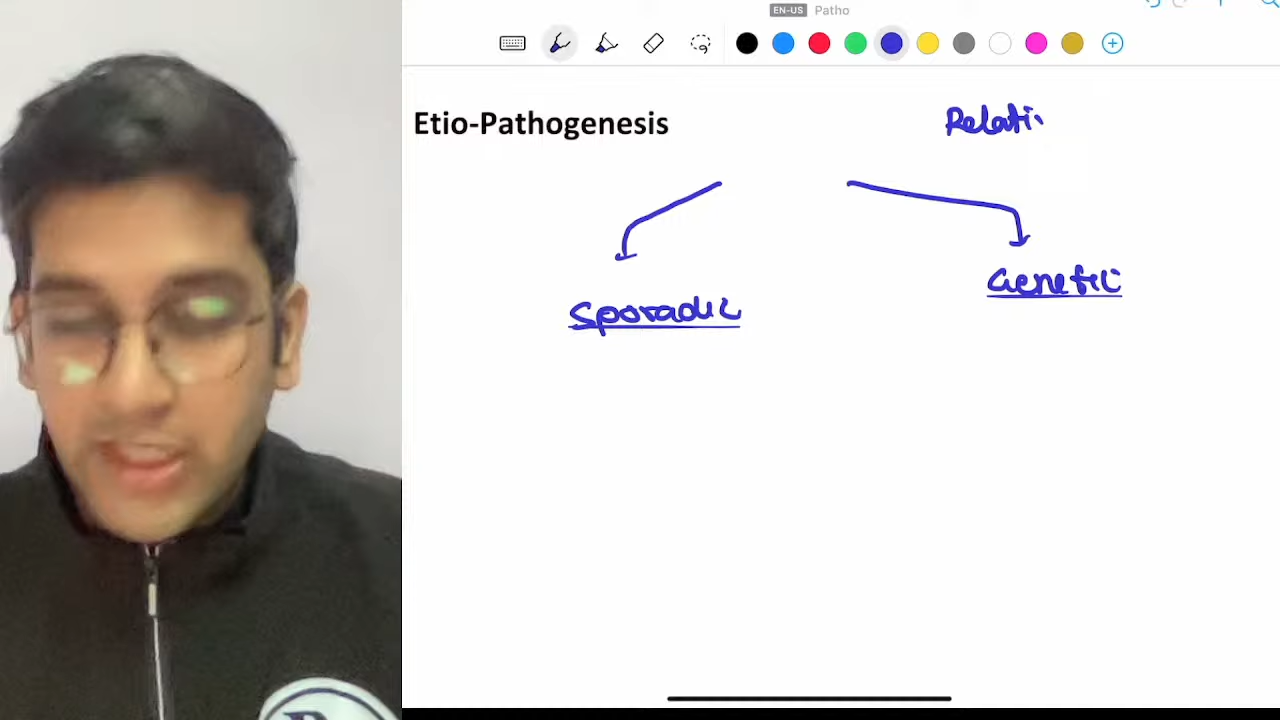 EN-US Patho
Etio-Pathogenesis
Relati
Sporadic
Genetic